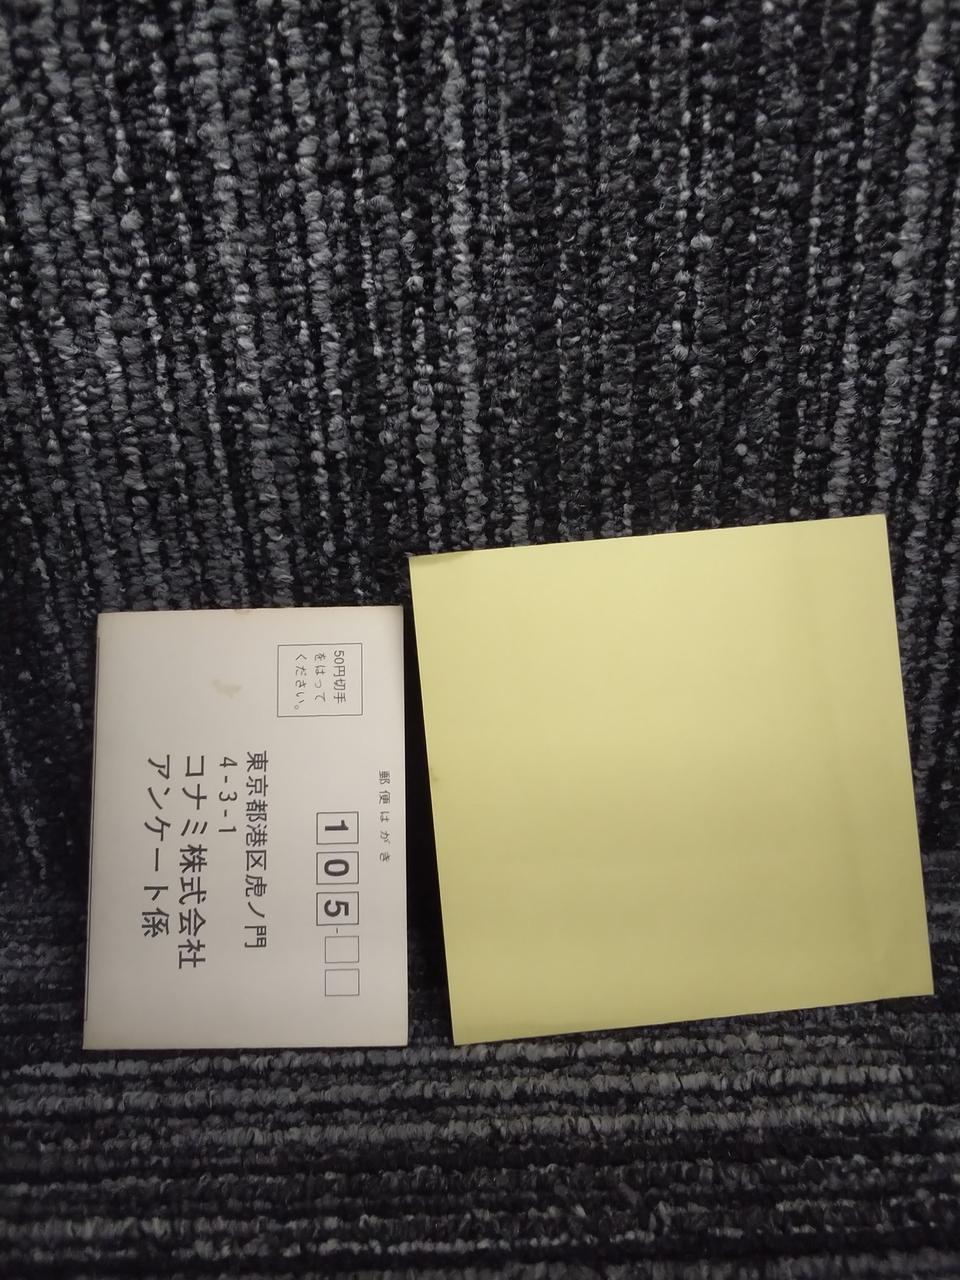 50円切手
をはって
ください。
郵便はがき
105-
東京都港区虎ノ門
4-3-1
コナミ株式会社
アンケート係